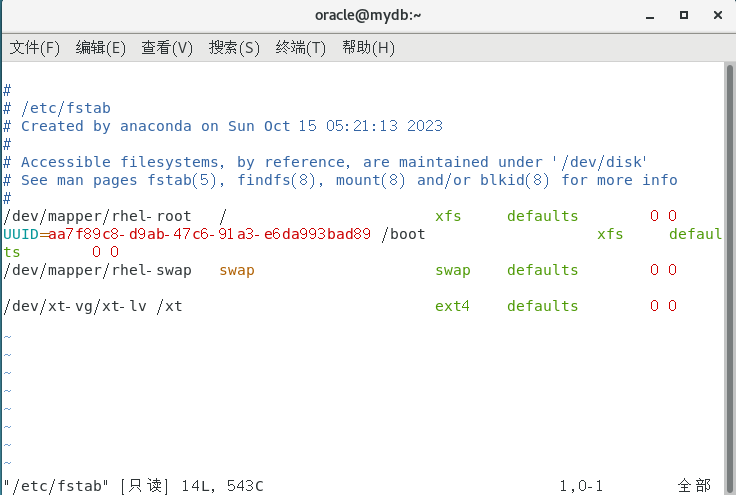 oracle@mydb:~
文件(F) 编辑(E) 查看(V) 搜索(S) 终端(T) 帮助(H)
#
# /etc/fstab
# Created by anaconda on Sun Oct 15 05:21:13 2023
#
# Accessible filesystems, by reference, are maintained under '/dev/disk'
# See man pages fstab(5), findfs(8), mount(8) and/or blkid(8) for more info
#
/dev/mapper/rhel-root   /                       xfs     defaults        0 0
UUID=aa7f89c8-d9ab-47c6-91a3-e6da993bad89 /boot                   xfs     defaul
ts        0 0
/dev/mapper/rhel-swap   swap                    swap    defaults        0 0
/dev/xt-vg/xt-lv /xt                            ext4    defaults        0 0
~
~
~
~
~
~
~
~
"/etc/fstab" [只读] 14L, 543C                                 1,0-1        全部